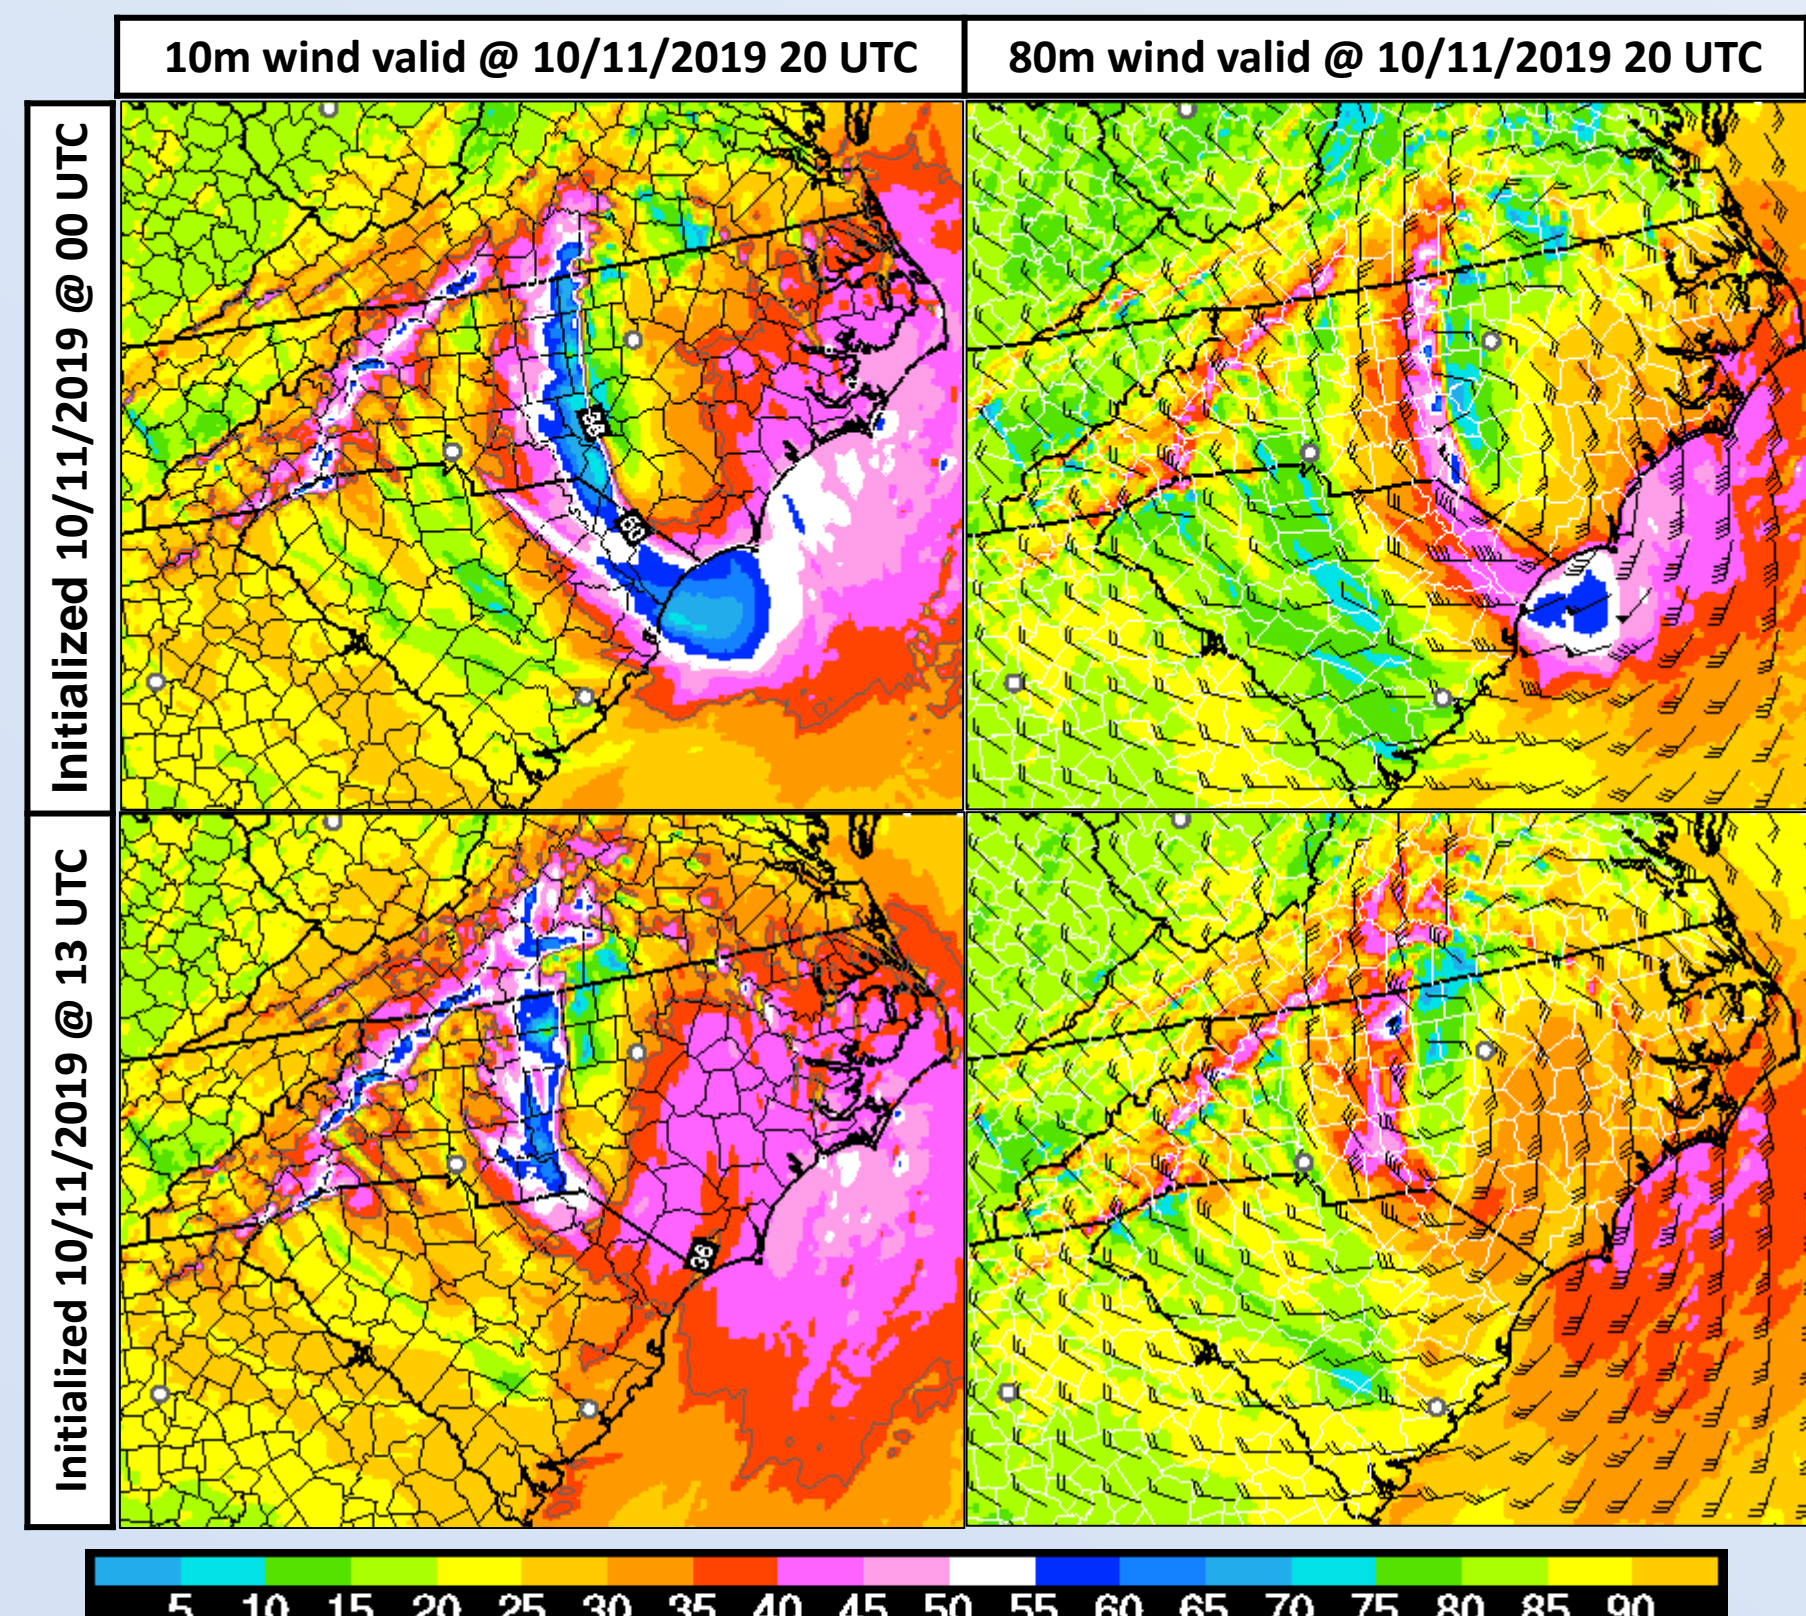 10m wind valid @ 10/11/2019 20 UTC
80m wind valid @ 10/11/2019 20 UTC
Initialized 10/11/2019 @ 00 UTC
60
Initialized 10/11/2019 @ 13 UTC
36
5 10 15 20 25 30 35 40 45 50 55 60 65 70 75 80 85 90